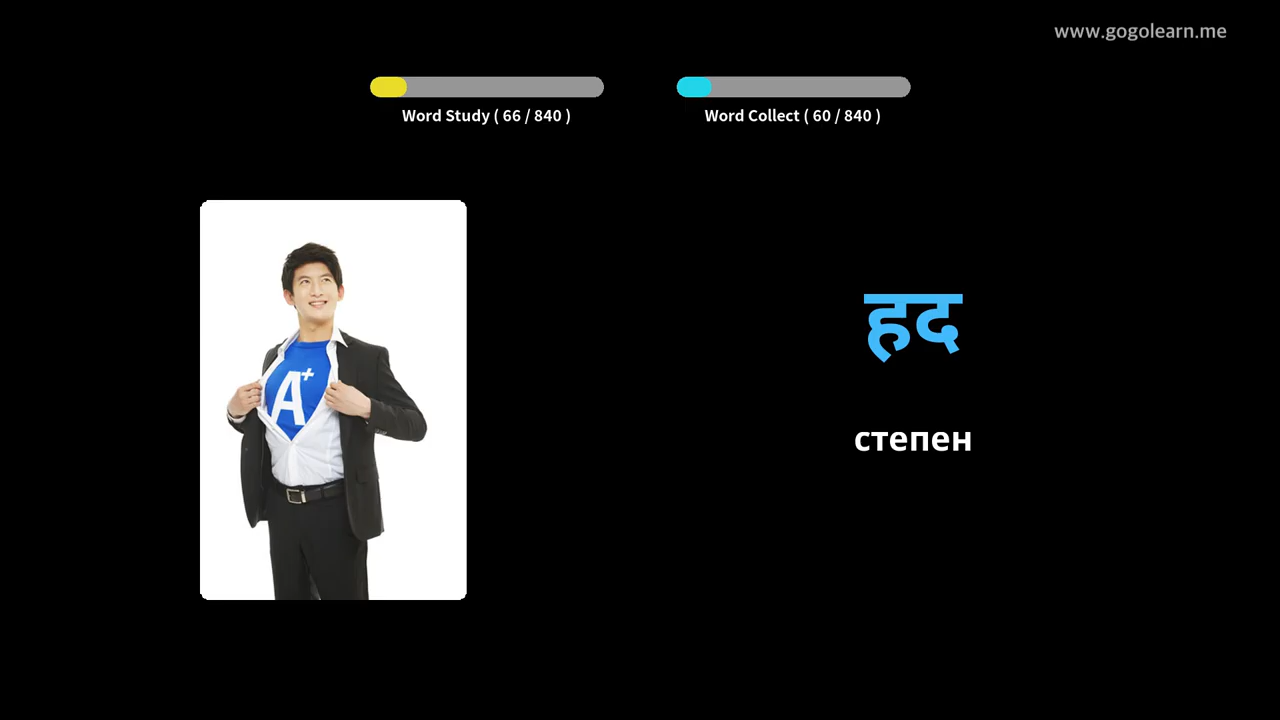 www.gogolearn.me
Word Study ( 66 / 840 )
Word Collect ( 60 / 840 )
A+
हद
степен